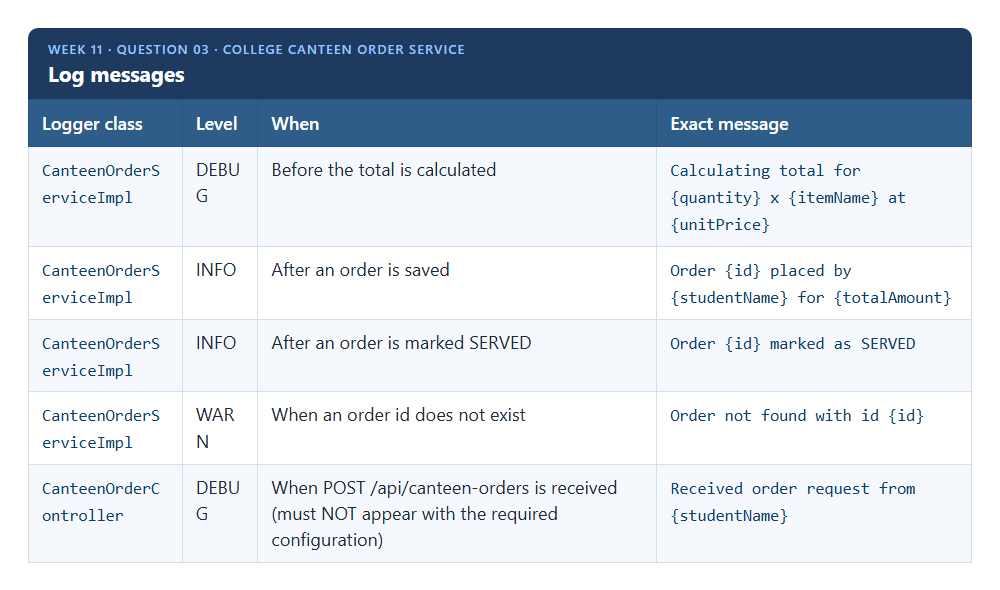 WEEK 11 · QUESTION 03 · COLLEGE CANTEEN ORDER SERVICE
Log messages
Logger class Level When Exact message
CanteenOrderS DEBU Before the total is calculated Calculating total for
erviceImpl G {quantity} x {itemName} at
{unitPrice}
CanteenOrderS INFO After an order is saved Order {id} placed by
erviceImpl {studentName} for {totalAmount}
CanteenOrderS INFO After an order is marked SERVED Order {id} marked as SERVED
erviceImpl
CanteenOrderS WAR When an order id does not exist Order not found with id {id}
erviceImpl N
CanteenOrderC DEBU When POST /api/canteen-orders is received Received order request from
ontroller G (must NOT appear with the required {studentName}
configuration)